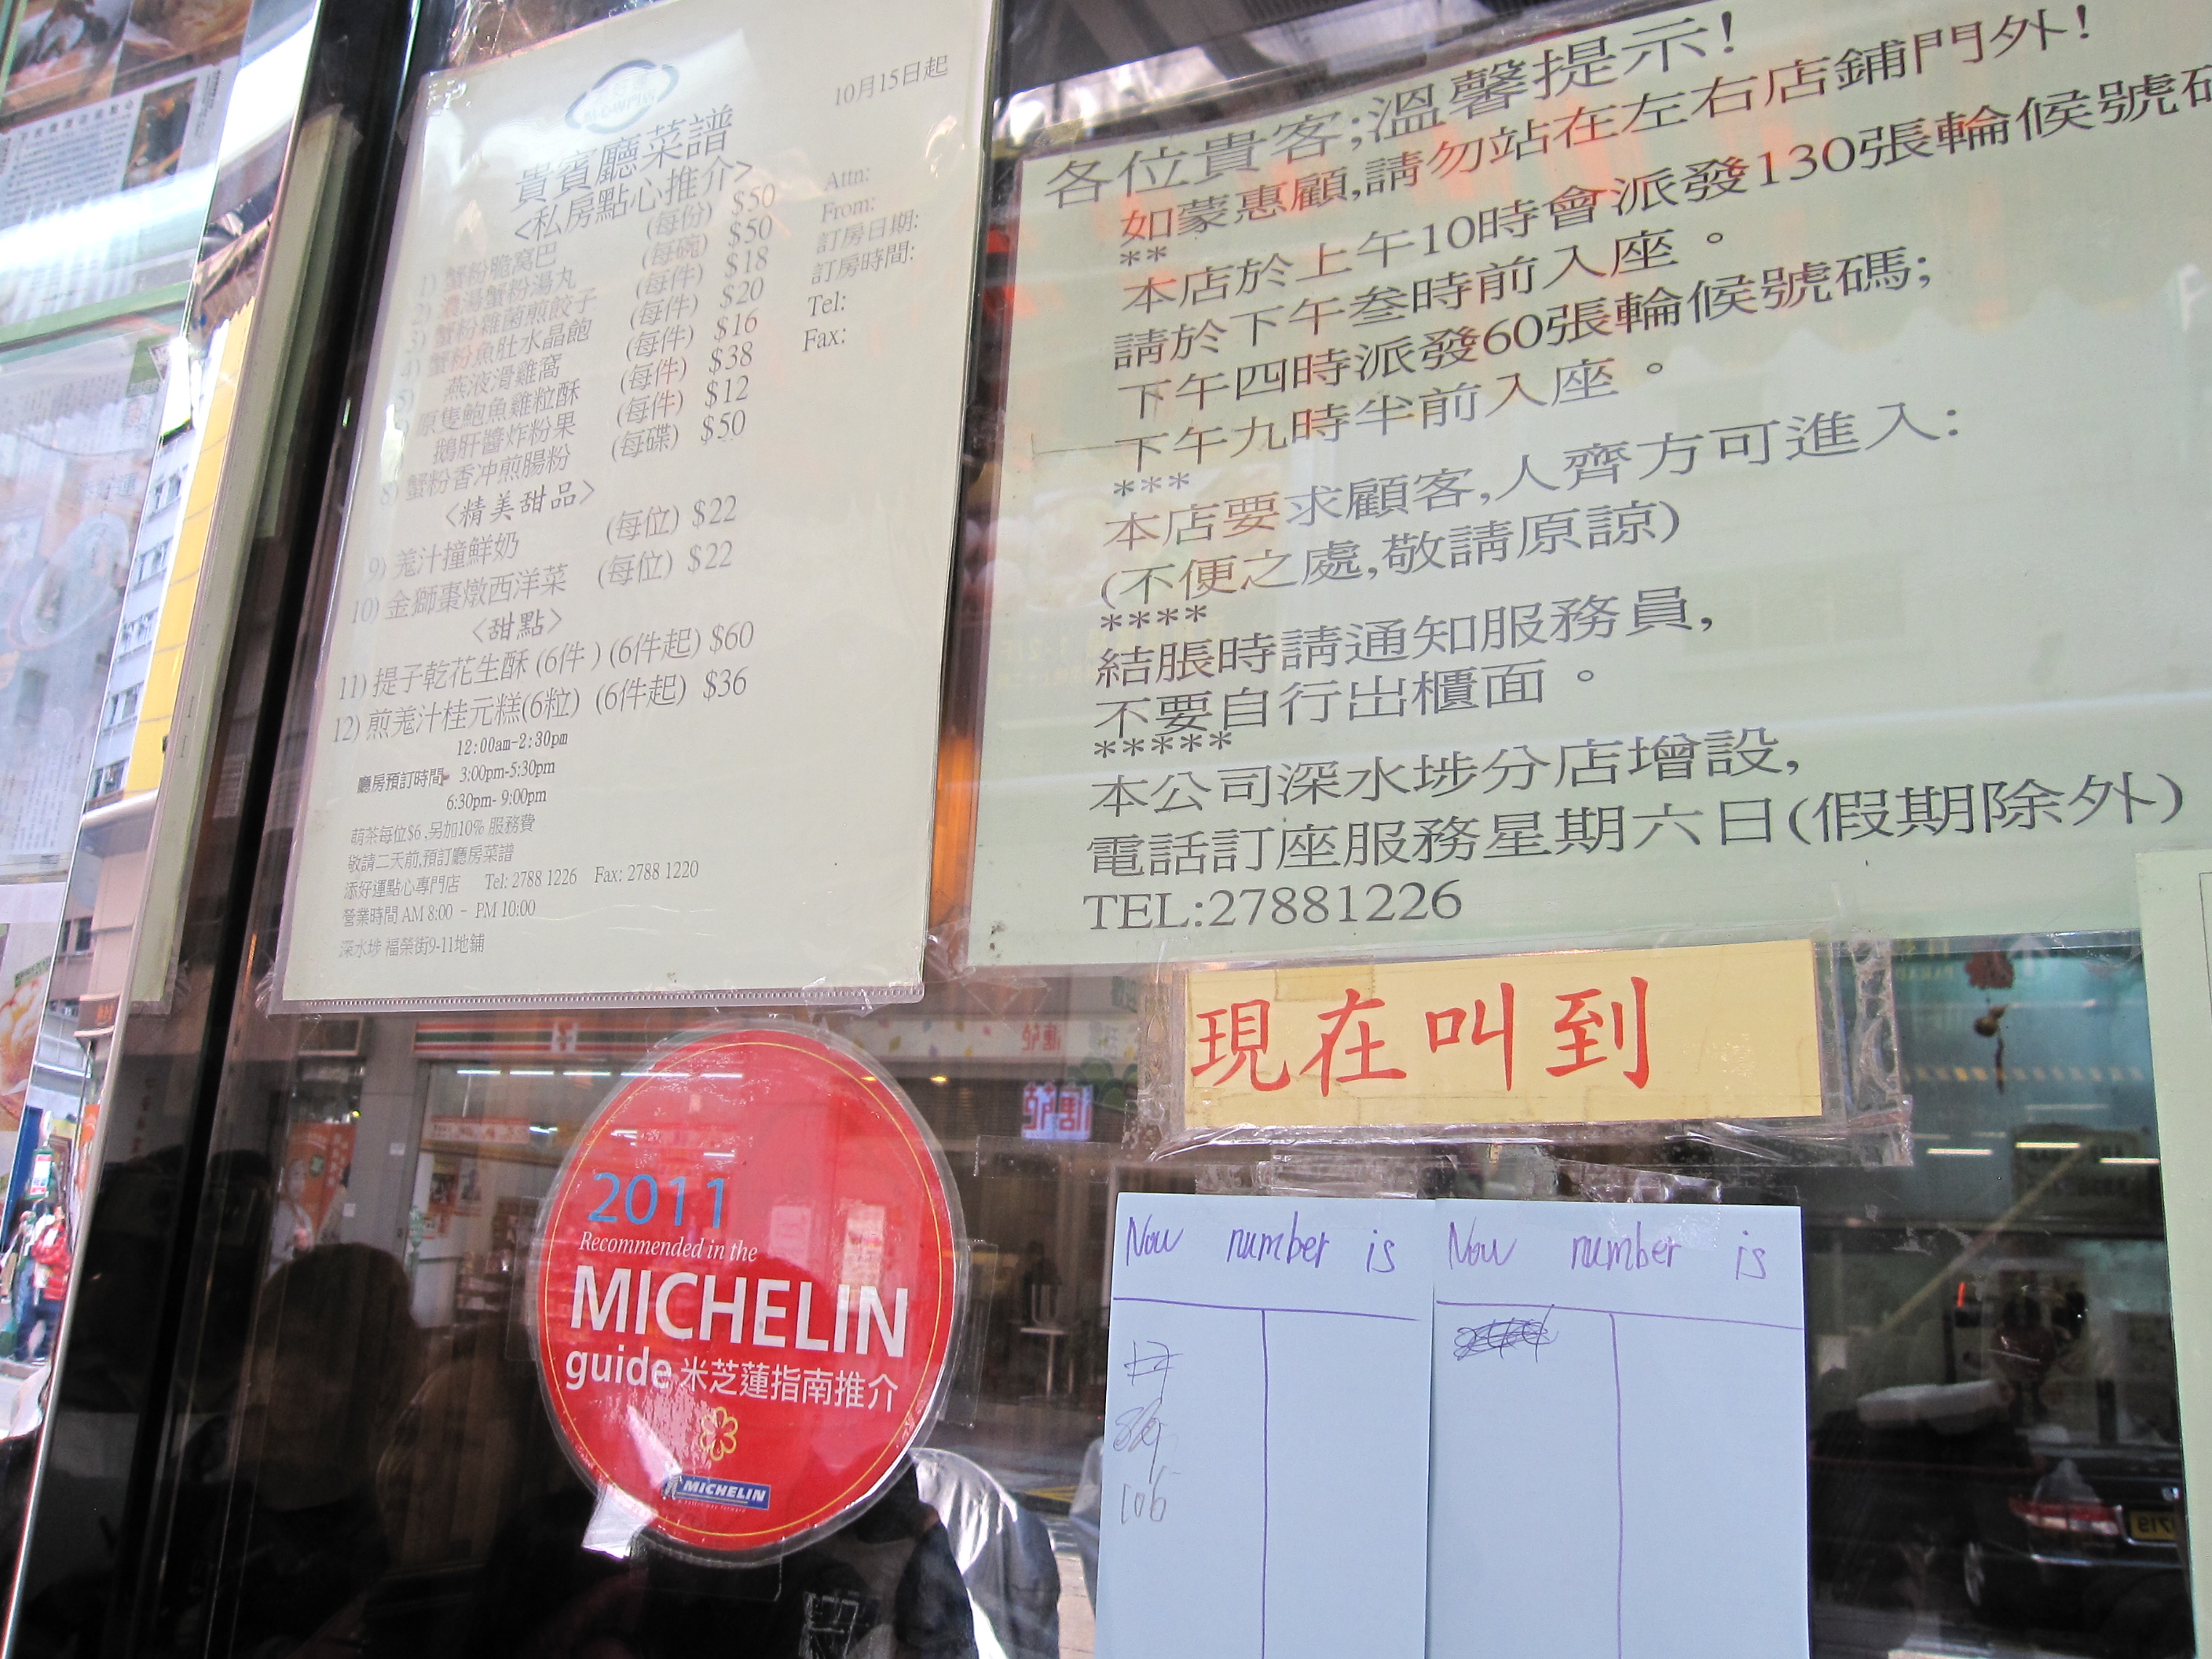 10月15日起
貴賓廳菜譜
<私房點心推介>
1) 蟹粉脆窩巴 (每份) $50
2) 濃湯蟹粉湯丸 (每碗) $50
3) 蟹粉雞菌煎餃子 (每件) $18
4) 蟹粉魚肚水晶飽 (每件) $20
5) 燕液滑雞窩 (每件) $16
原隻鮑魚雞粒酥 (每件) $38
鵝肝醬炸粉果 (每件) $12
8) 蟹粉香冲煎腸粉 (每碟) $50
<精美甜品>
9) 羗汁撞鮮奶 (每位) $22
10) 金獅棗燉西洋菜 (每位) $22
<甜點>
11) 提子乾花生酥 (6件) (6件起) $60
12) 煎羗汁桂元糕(6粒) (6件起) $36
12:00am-2:30pm
廳房預訂時間- 3:00pm-5:30pm
6:30pm- 9:00pm
萌茶每位$6 ,另加10% 服務費
敬請二天前,預訂廳房菜譜
添好運點心專門店 Tel: 2788 1226 Fax: 2788 1220
營業時間 AM 8:00 – PM 10:00
深水埗 福榮街9-11地鋪
Attn:
From:
訂房日期:
訂房時間:
Tel:
Fax:
各位貴客;溫馨提示!
如蒙惠顧,請勿站在左右店鋪門外!
**
本店於上午10時會派發130張輪候號碼
請於下午叁時前入座。
下午四時派發60張輪候號碼;
下午九時半前入座。
***
本店要求顧客,人齊方可進入:
(不便之處,敬請原諒)
****
結賬時請通知服務員,
不要自行出櫃面。
*****
本公司深水埗分店增設,
電話訂座服務星期六日(假期除外)
TEL:27881226
現在叫到
2011
Recommended in the
MICHELIN
guide 米芝蓮指南推介
MICHELIN
Now number is
106
Now number is